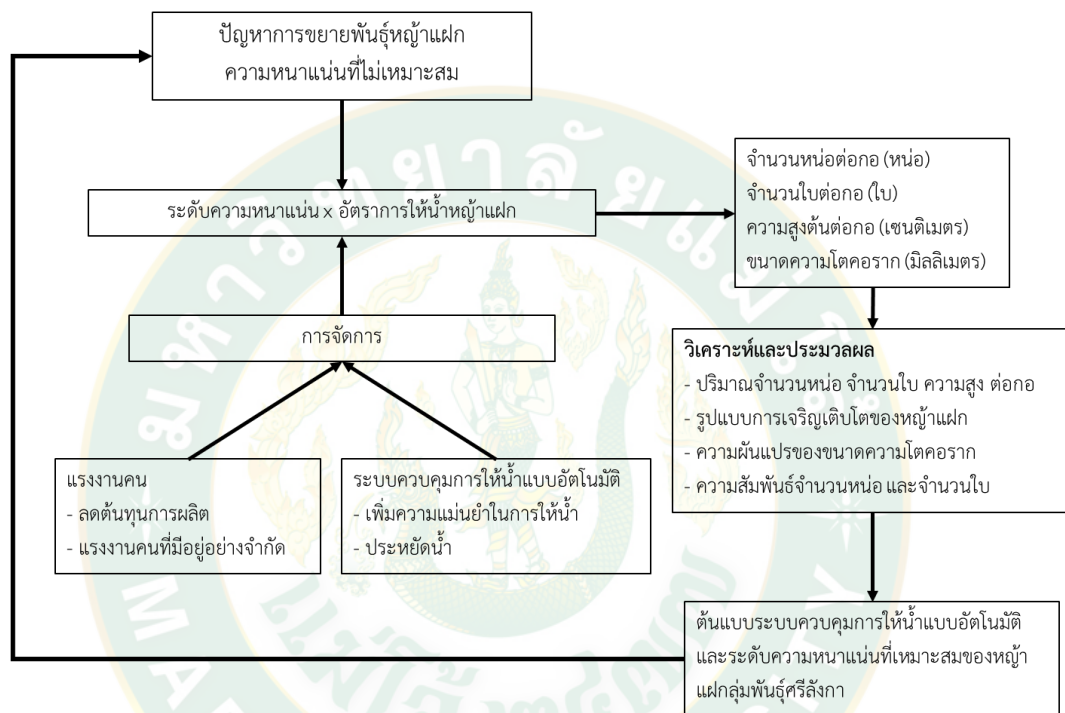 ปัญหาการขยายพันธุ์หญ้าแฝก
ความหนาแน่นที่ไม่เหมาะสม
ระดับความหนาแน่น x อัตราการให้น้ำหญ้าแฝก
จำนวนหน่อต่อกอ (หน่อ)
จำนวนใบต่อกอ (ใบ)
ความสูงต้นต่อกอ (เซนติเมตร)
ขนาดความโตคอราก (มิลลิเมตร)
การจัดการ
วิเคราะห์และประมวลผล
- ปริมาณจำนวนหน่อ จำนวนใบ ความสูง ต่อกอ
- รูปแบบการเจริญเติบโตของหญ้าแฝก
- ความผันแปรของขนาดความโตคอราก
- ความสัมพันธ์จำนวนหน่อ และจำนวนใบ
แรงงานคน
- ลดต้นทุนการผลิต
- แรงงานคนที่มีอยู่อย่างจำกัด
ระบบควบคุมการให้น้ำแบบอัตโนมัติ
- เพิ่มความแม่นยำในการให้น้ำ
- ประหยัดน้ำ
ต้นแบบระบบควบคุมการให้น้ำแบบอัตโนมัติ
และระดับความหนาแน่นที่เหมาะสมของหญ้า
แฝกลุ่มพันธุ์ศรีลังกา
มหาวิทยาลัยแม่โจ้